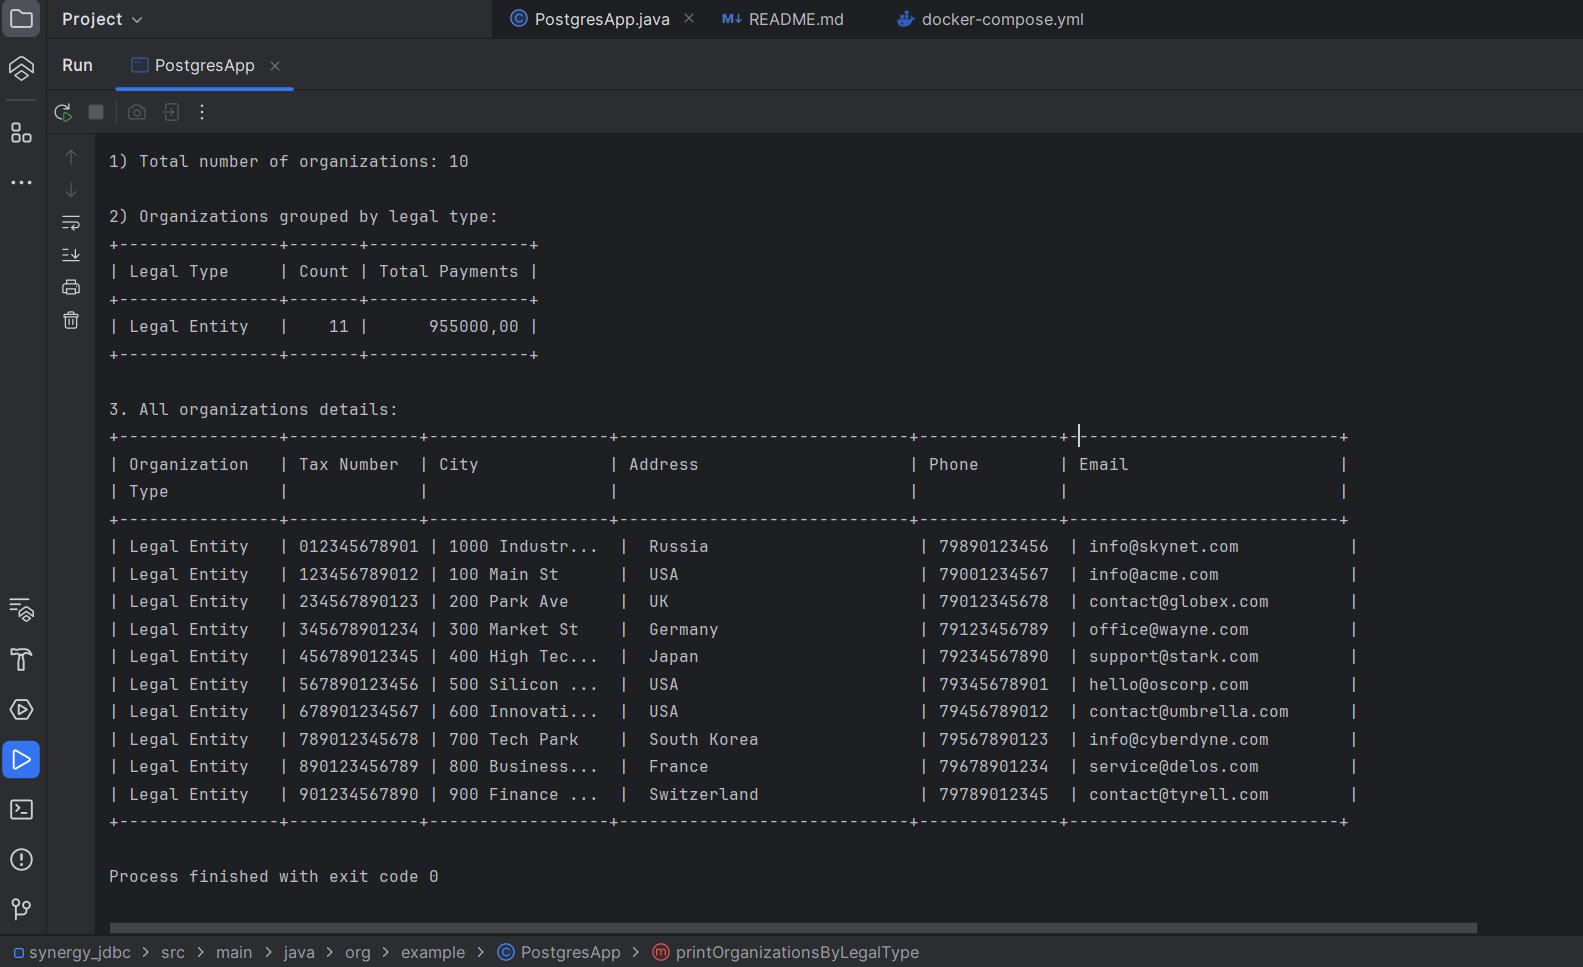 Project
PostgresApp.java
M↓ README.md
docker-compose.yml
Run
PostgresApp
1) Total number of organizations: 10
2) Organizations grouped by legal type:
+----------------+-------+----------------+
| Legal Type     | Count | Total Payments |
+----------------+-------+----------------+
| Legal Entity   |    11 |      955000,00 |
+----------------+-------+----------------+
3. All organizations details:
+----------------+-------------+------------------+-----------------------------+--------------+---------------------------+
| Organization   | Tax Number  | City             | Address                     | Phone        | Email                     |
| Type           |             |                  |                             |              |                           |
+----------------+-------------+------------------+-----------------------------+--------------+---------------------------+
| Legal Entity   | 012345678901 | 1000 Industr...  |  Russia                     | 79890123456  | info@skynet.com           |
| Legal Entity   | 123456789012 | 100 Main St      |  USA                        | 79001234567  | info@acme.com             |
| Legal Entity   | 234567890123 | 200 Park Ave     |  UK                         | 79012345678  | contact@globex.com        |
| Legal Entity   | 345678901234 | 300 Market St    |  Germany                    | 79123456789  | office@wayne.com          |
| Legal Entity   | 456789012345 | 400 High Tec...  |  Japan                      | 79234567890  | support@stark.com         |
| Legal Entity   | 567890123456 | 500 Silicon ...  |  USA                        | 79345678901  | hello@oscorp.com          |
| Legal Entity   | 678901234567 | 600 Innovati...  |  USA                        | 79456789012  | contact@umbrella.com      |
| Legal Entity   | 789012345678 | 700 Tech Park    |  South Korea                | 79567890123  | info@cyberdyne.com        |
| Legal Entity   | 890123456789 | 800 Business...  |  France                     | 79678901234  | service@delos.com         |
| Legal Entity   | 901234567890 | 900 Finance ...  |  Switzerland                | 79789012345  | contact@tyrell.com        |
+----------------+-------------+------------------+-----------------------------+--------------+---------------------------+
Process finished with exit code 0
synergy_jdbc > src > main > java > org > example > PostgresApp > printOrganizationsByLegalType